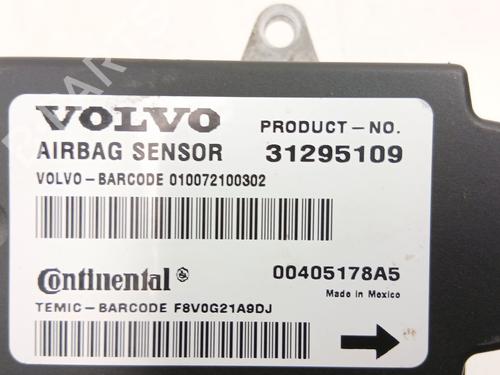 VOLVO
PRODUCT-NO.
AIRBAG SENSOR 31295109
VOLVO-BARCODE 010072100302
Continental 00405178A5
Made in Mexico
TEMIC-BARCODE F8V0G21A9DJ